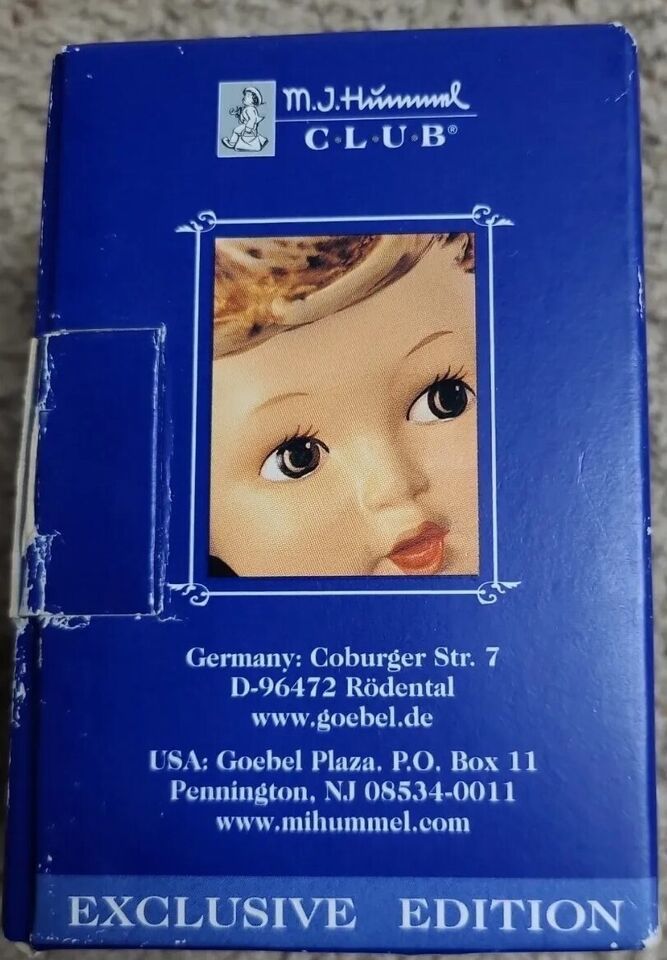 M.J.Hümmel
C·L·U·B®
Germany: Coburger Str. 7
D-96472 Rödental
www.goebel.de
USA: Goebel Plaza. P.O. Box 11
Pennington, NJ 08534-0011
www.mihummel.com
EXCLUSIVE EDITION